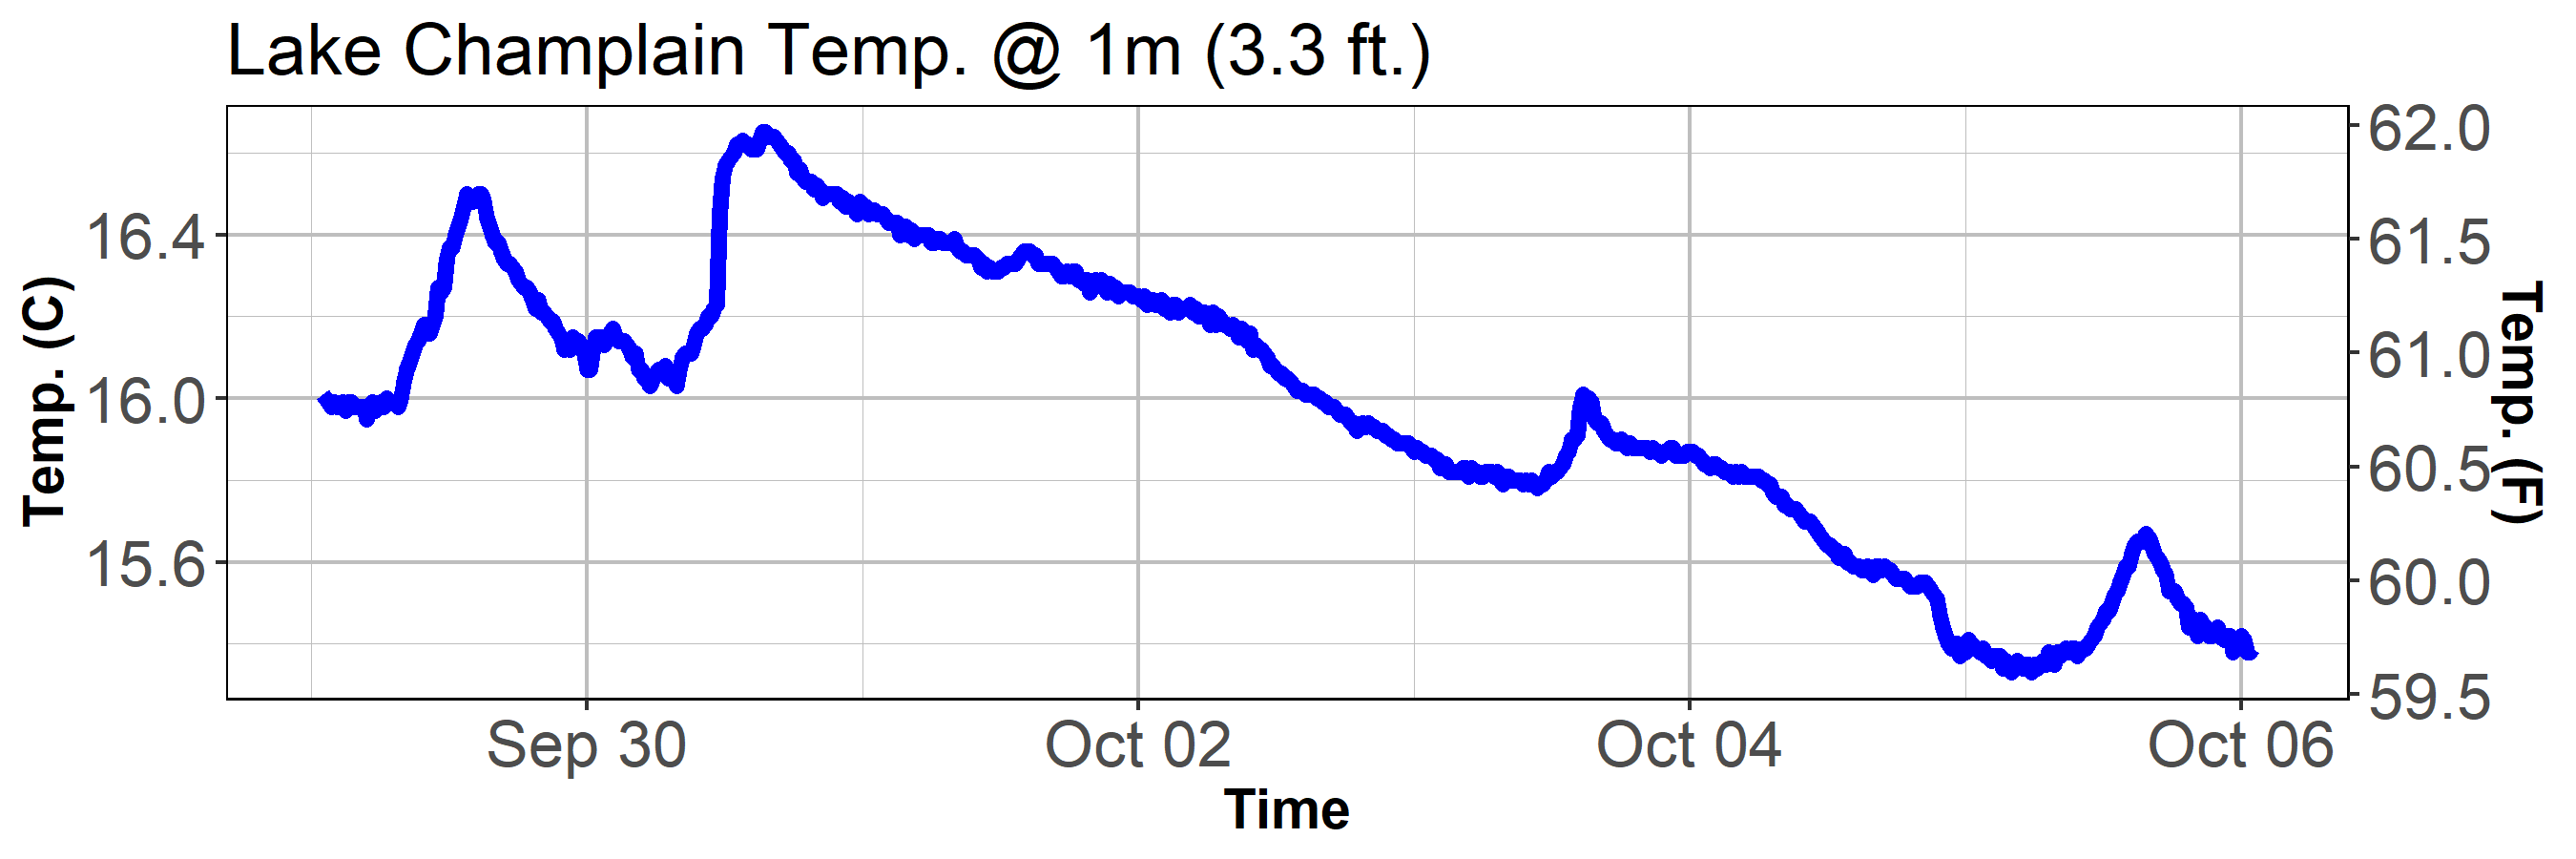 Lake Champlain Temp. @ 1m (3.3 ft.)
Temp. (C)
16.4
16.0
15.6
62.0
61.5
61.0
60.5
60.0
59.5
Temp. (F)
Sep 30
Oct 02
Oct 04
Oct 06
Time